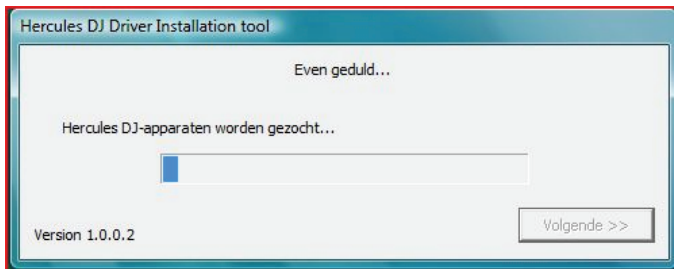 Hercules DJ Driver Installation tool
Even geduld...
Hercules DJ-apparaten worden gezocht...
Volgende >>
Version 1.0.0.2